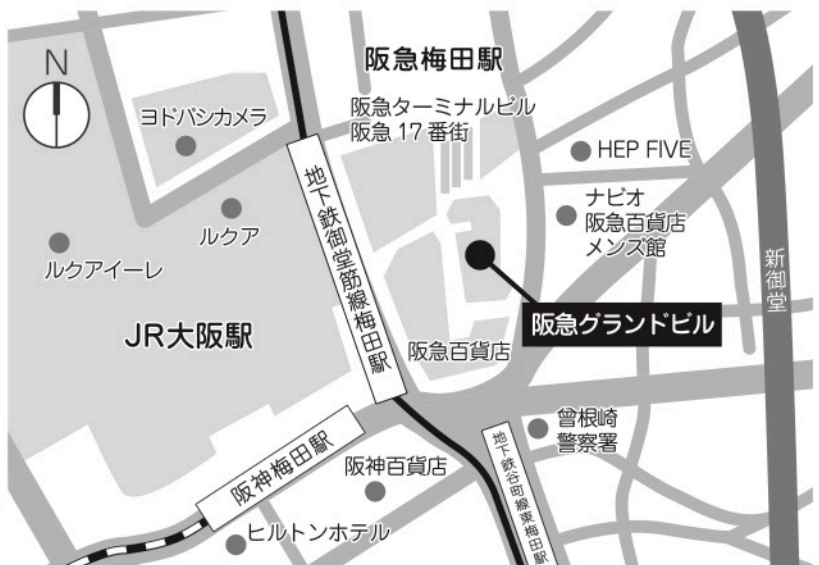 N
阪急梅田駅
阪急ターミナルビル
阪急 17 番街
ヨドバシカメラ
HEP FIVE
ナビオ
阪急百貨店
メンズ館
ルクア
ルクアイーレ
地下鉄御堂筋線梅田駅
新御堂
JR大阪駅
阪急グランドビル
阪急百貨店
曾根崎
警察署
阪神梅田駅
阪神百貨店
地下鉄谷町線東梅田駅
ヒルトンホテル